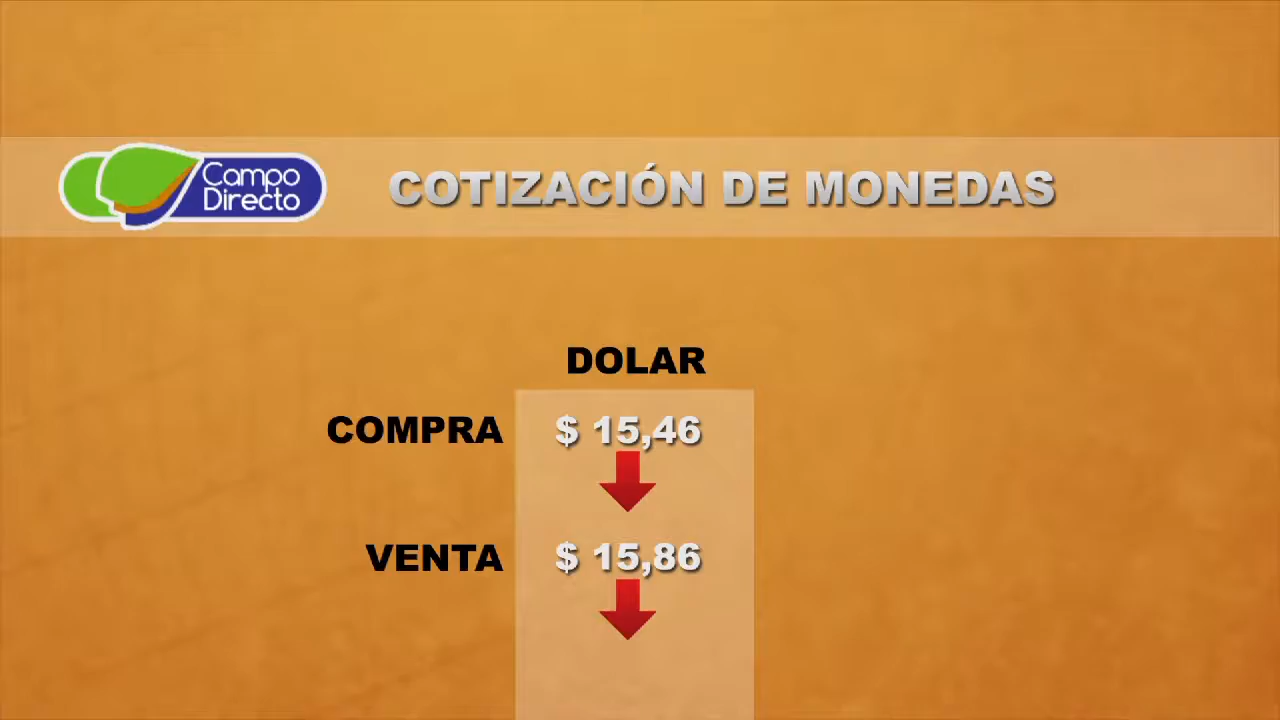 Campo
Directo
COTIZACIÓN DE MONEDAS
DOLAR
COMPRA $ 15,46
VENTA $ 15,86